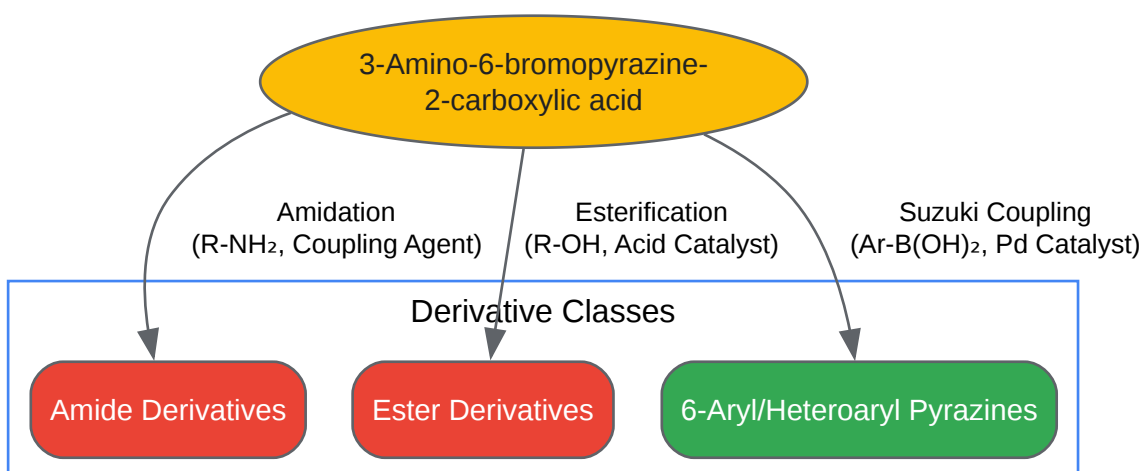 3-Amino-6-bromopyrazine-
2-carboxylic acid
Amidation
(R-NH₂, Coupling Agent)
Esterification
(R-OH, Acid Catalyst)
Suzuki Coupling
(Ar-B(OH)₂, Pd Catalyst)
Derivative Classes
Amide Derivatives
Ester Derivatives
6-Aryl/Heteroaryl Pyrazines